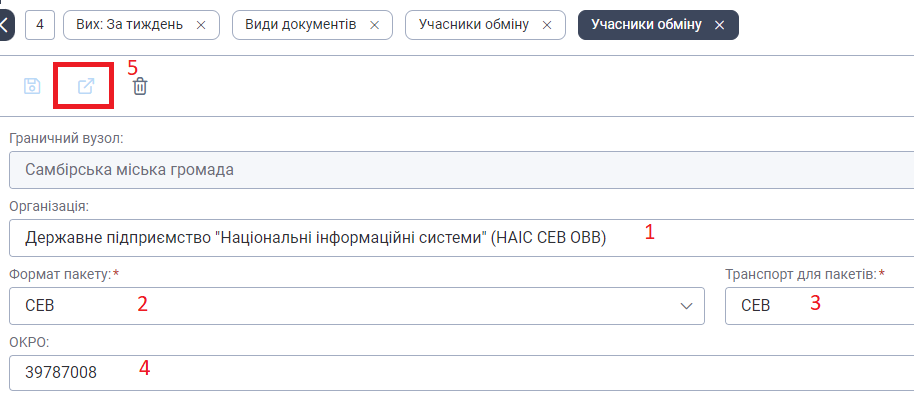 4 Вих: За тиждень Види документів Учасники обміну Учасники обміну
5
Граничний вузол:
Самбірська міська громада
Організація:
Державне підприємство "Національні інформаційні системи" (НАІС СЕВ ОВВ) 1
Формат пакету:* Транспорт для пакетів:*
СЕВ 2 СЕВ 3
ОКРО:
39787008 4